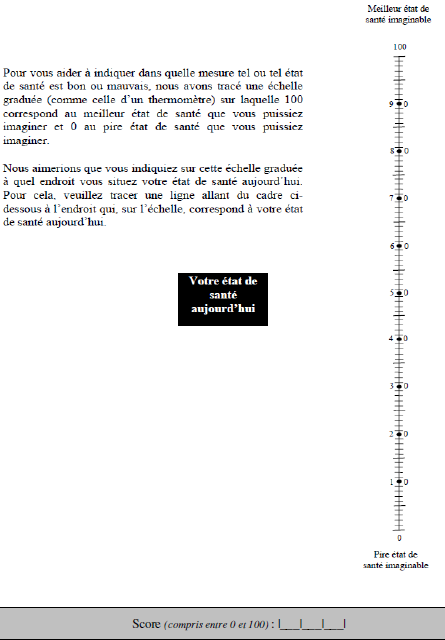 Meilleur état de
santé imaginable
100
Pour vous aider à indiquer dans quelle mesure tel ou tel état
de santé est bon ou mauvais, nous avons tracé une échelle
graduée (comme celle d'un thermomètre) sur laquelle 100
correspond au meilleur état de santé que vous puissiez
imaginer et 0 au pire état de santé que vous puissiez
imaginer.
Nous aimerions que vous indiquiez sur cette échelle graduée
à quel endroit vous situez votre état de santé aujourd'hui.
Pour cela, veuillez tracer une ligne allant du cadre ci-
dessous à l'endroit qui, sur l'échelle, correspond à votre état
de santé aujourd'hui.
Votre état de
santé
aujourd'hui
9 0
8 0
7 0
6 0
5 0
4 0
3 0
2 0
1 0
0
Pire état de
santé imaginable
Score (compris entre 0 et 100) : |___|___|___|